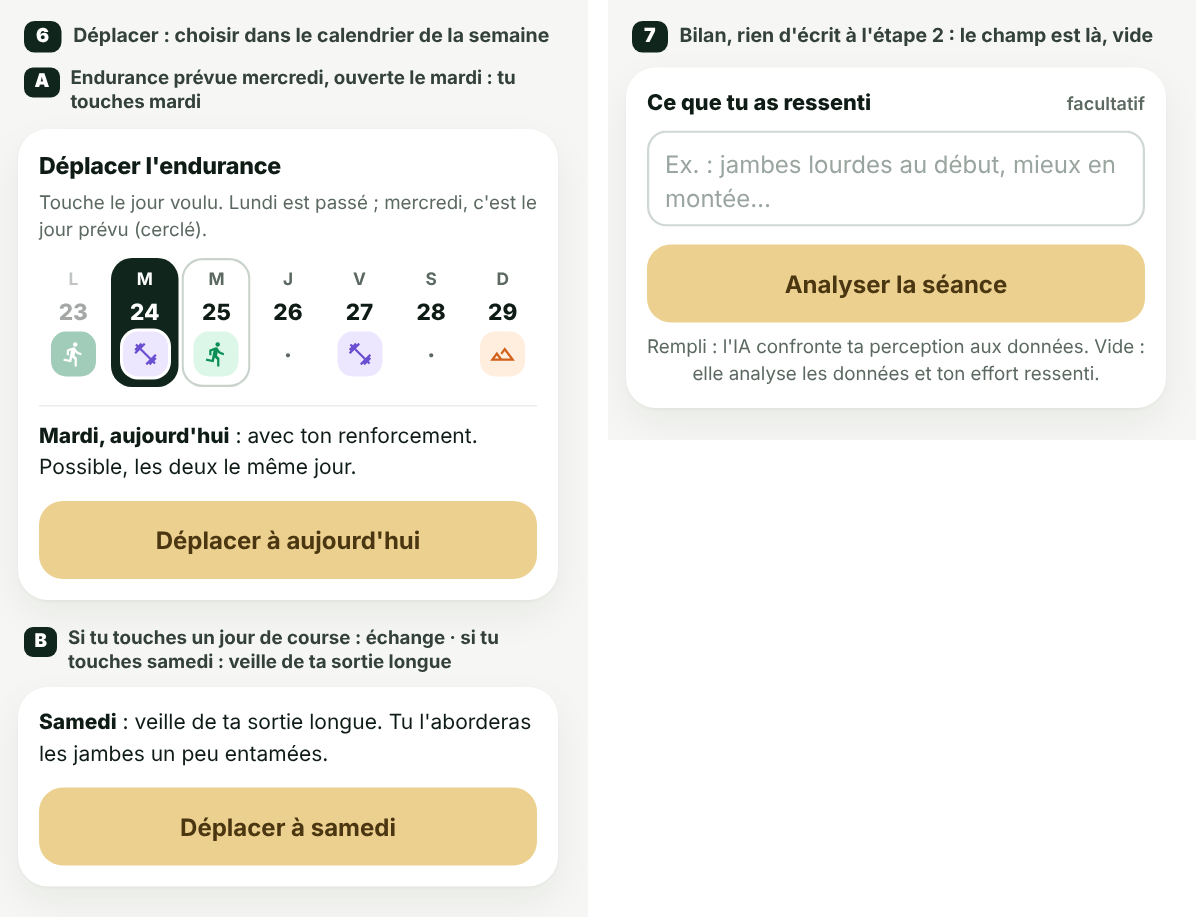 6 Déplacer : choisir dans le calendrier de la semaine
A Endurance prévue mercredi, ouverte le mardi : tu
touches mardi
Déplacer l'endurance
Touche le jour voulu. Lundi est passé ; mercredi, c'est le
jour prévu (cerclé).
L M M J V S D
23 24 25 26 27 28 29
Mardi, aujourd'hui : avec ton renforcement.
Possible, les deux le même jour.
Déplacer à aujourd'hui
B Si tu touches un jour de course : échange · si tu
touches samedi : veille de ta sortie longue
Samedi : veille de ta sortie longue. Tu l'aborderas
les jambes un peu entamées.
Déplacer à samedi
7 Bilan, rien d'écrit à l'étape 2 : le champ est là, vide
Ce que tu as ressenti facultatif
Ex. : jambes lourdes au début, mieux en
montée...
Analyser la séance
Rempli : l'IA confronte ta perception aux données. Vide :
elle analyse les données et ton effort ressenti.